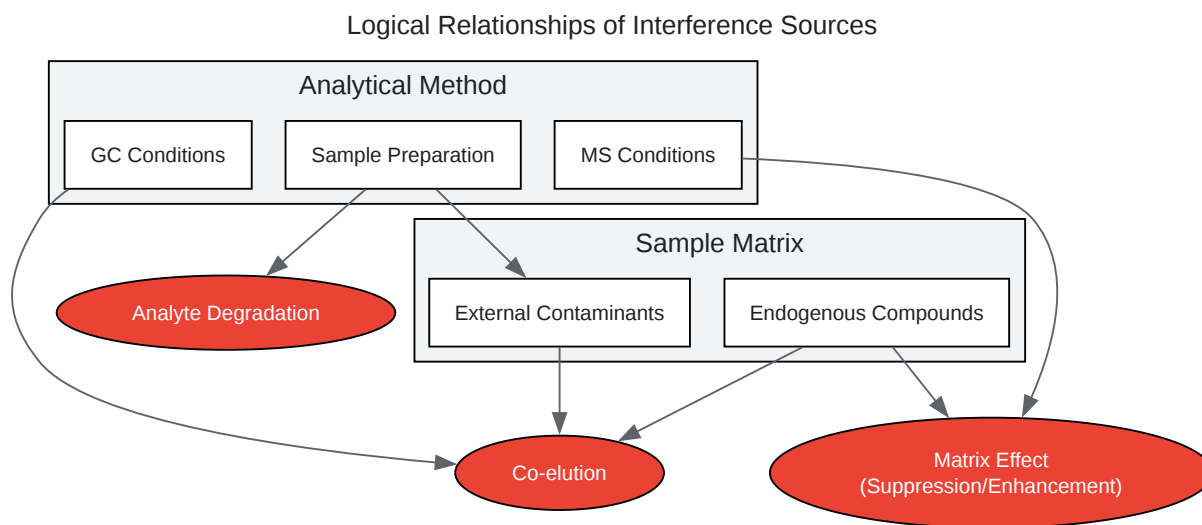 Logical Relationships of Interference Sources
Analytical Method
GC Conditions
Sample Preparation
MS Conditions
Sample Matrix
External Contaminants
Endogenous Compounds
Analyte Degradation
Co-elution
Matrix Effect
(Suppression/Enhancement)